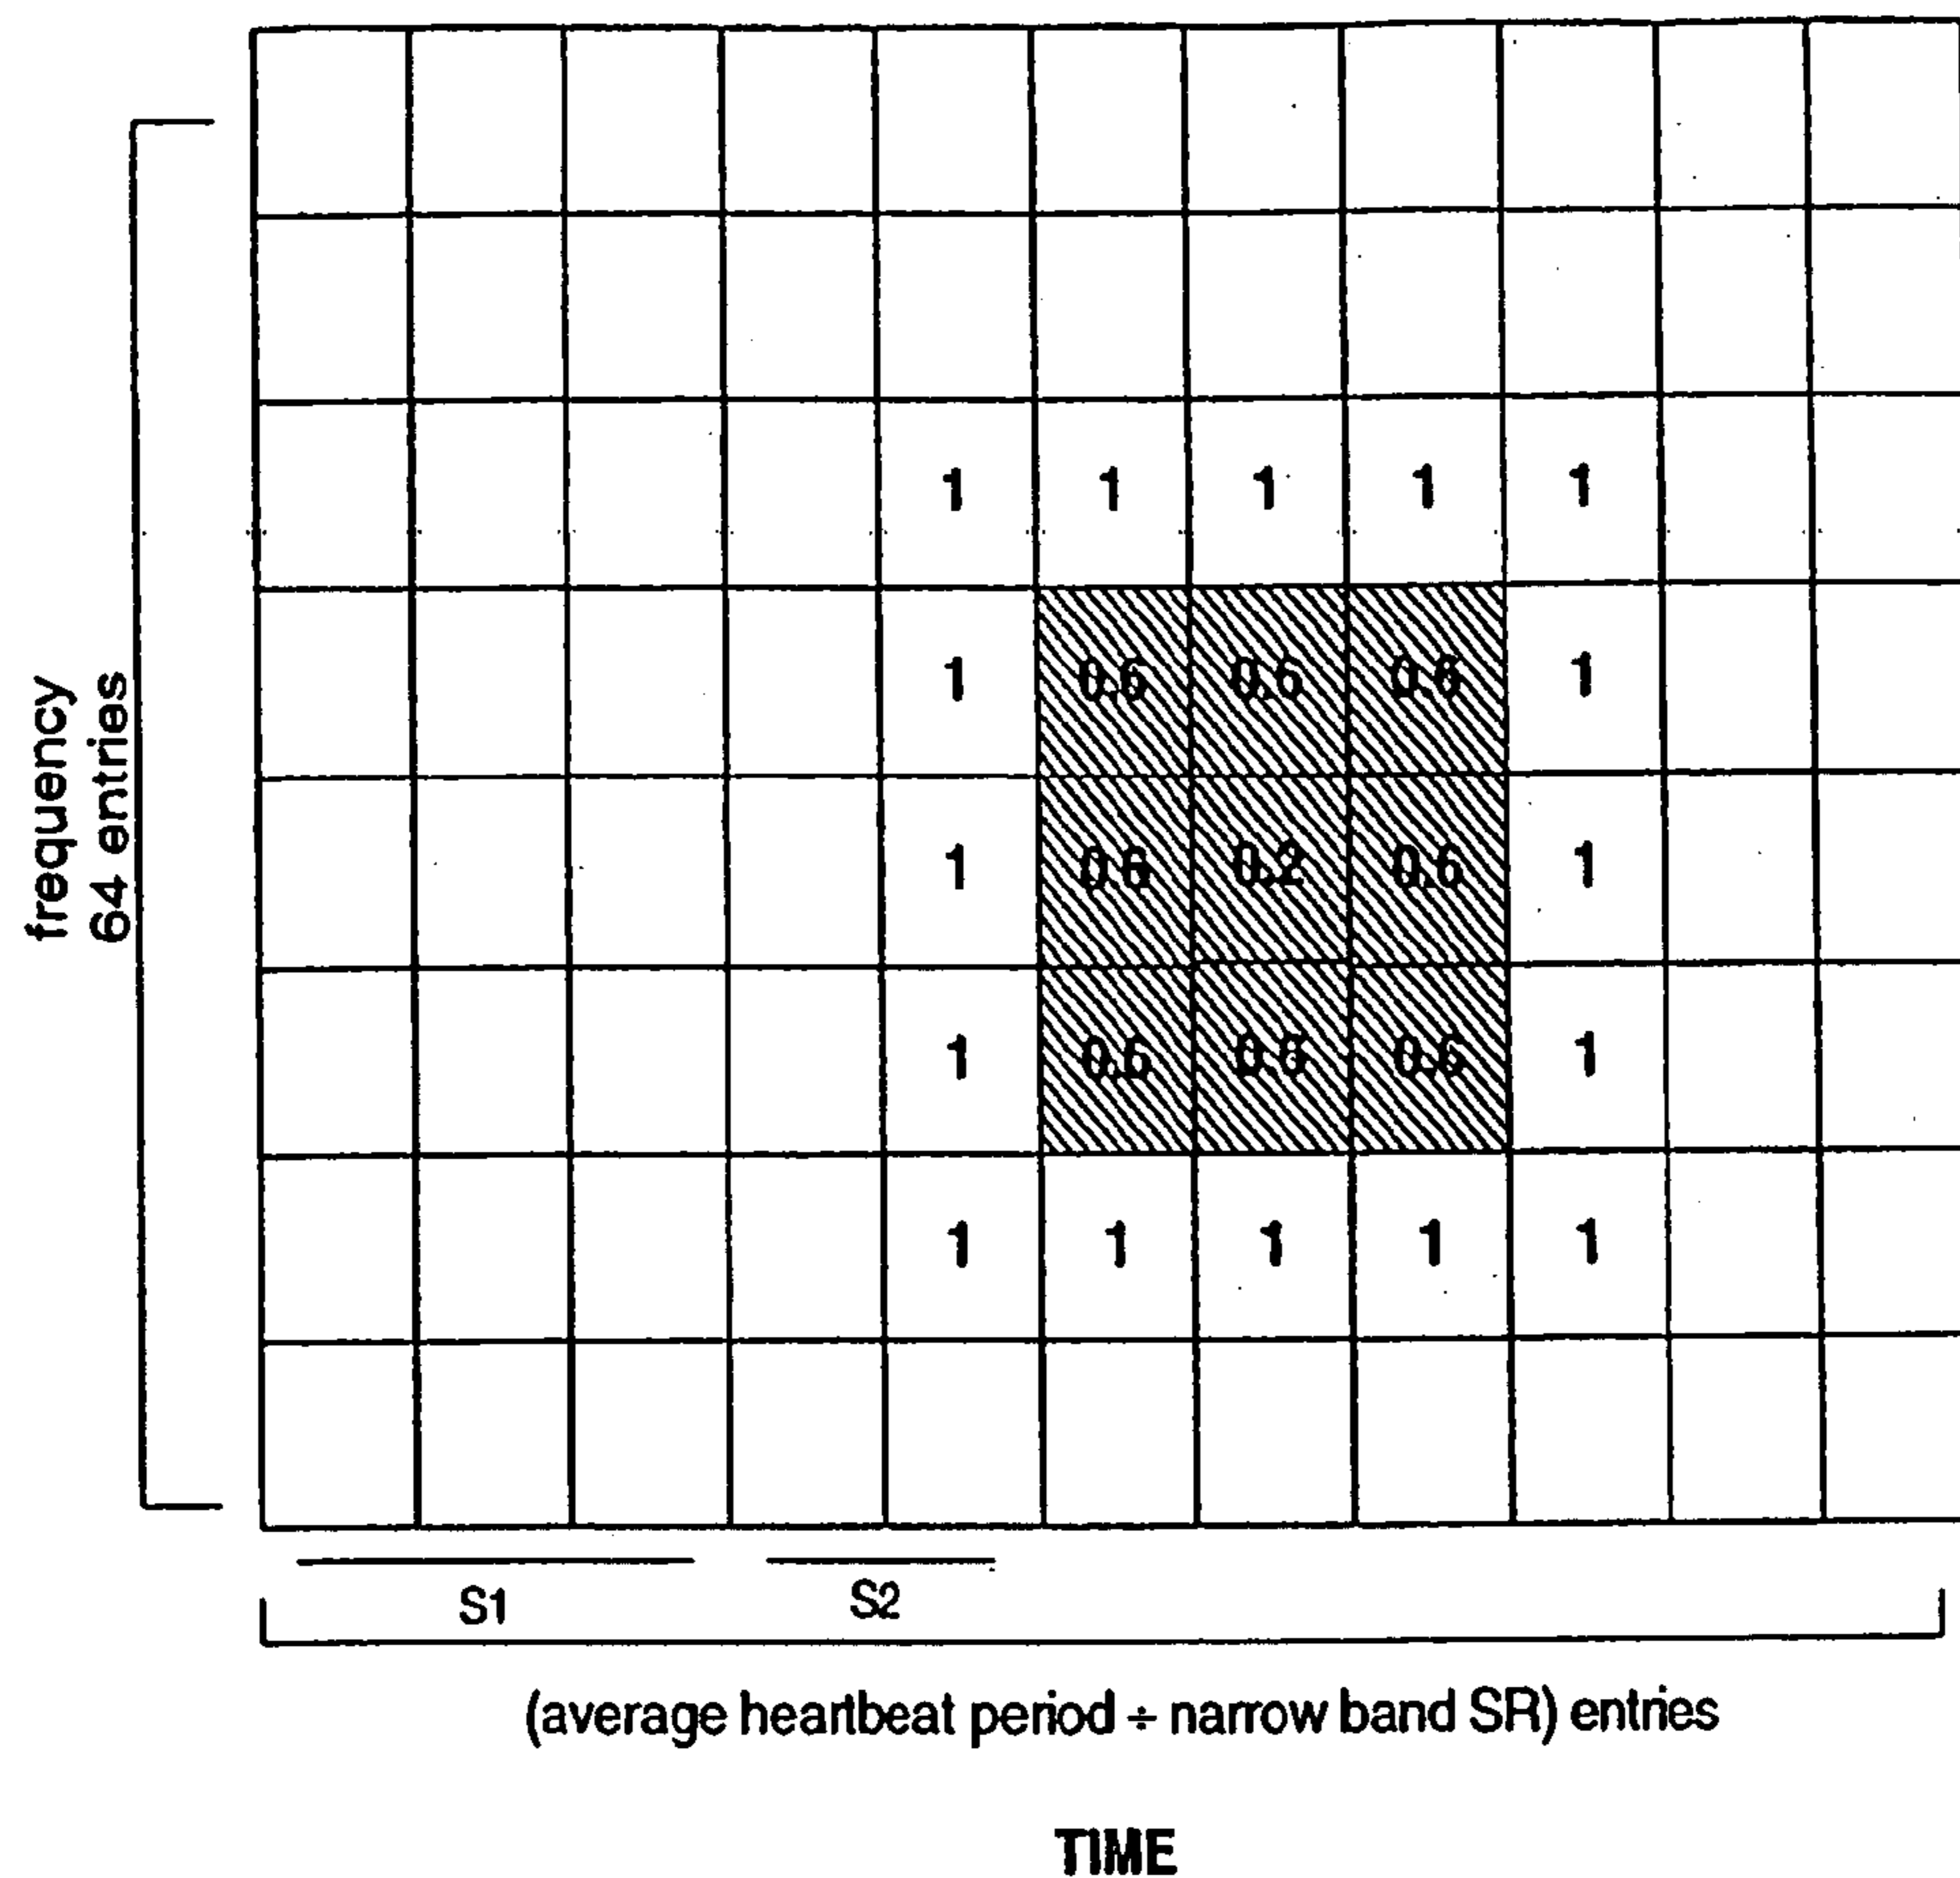 1 1 1 1 1
1 0.6 0.6 0.6 1
1 0.6 0.2 0.6 1
1 0.6 0.6 0.6 1
1 1 1 1 1
frequency
64 entries
S1 S2
(average heartbeat period ÷ narrow band SR) entries
TIME